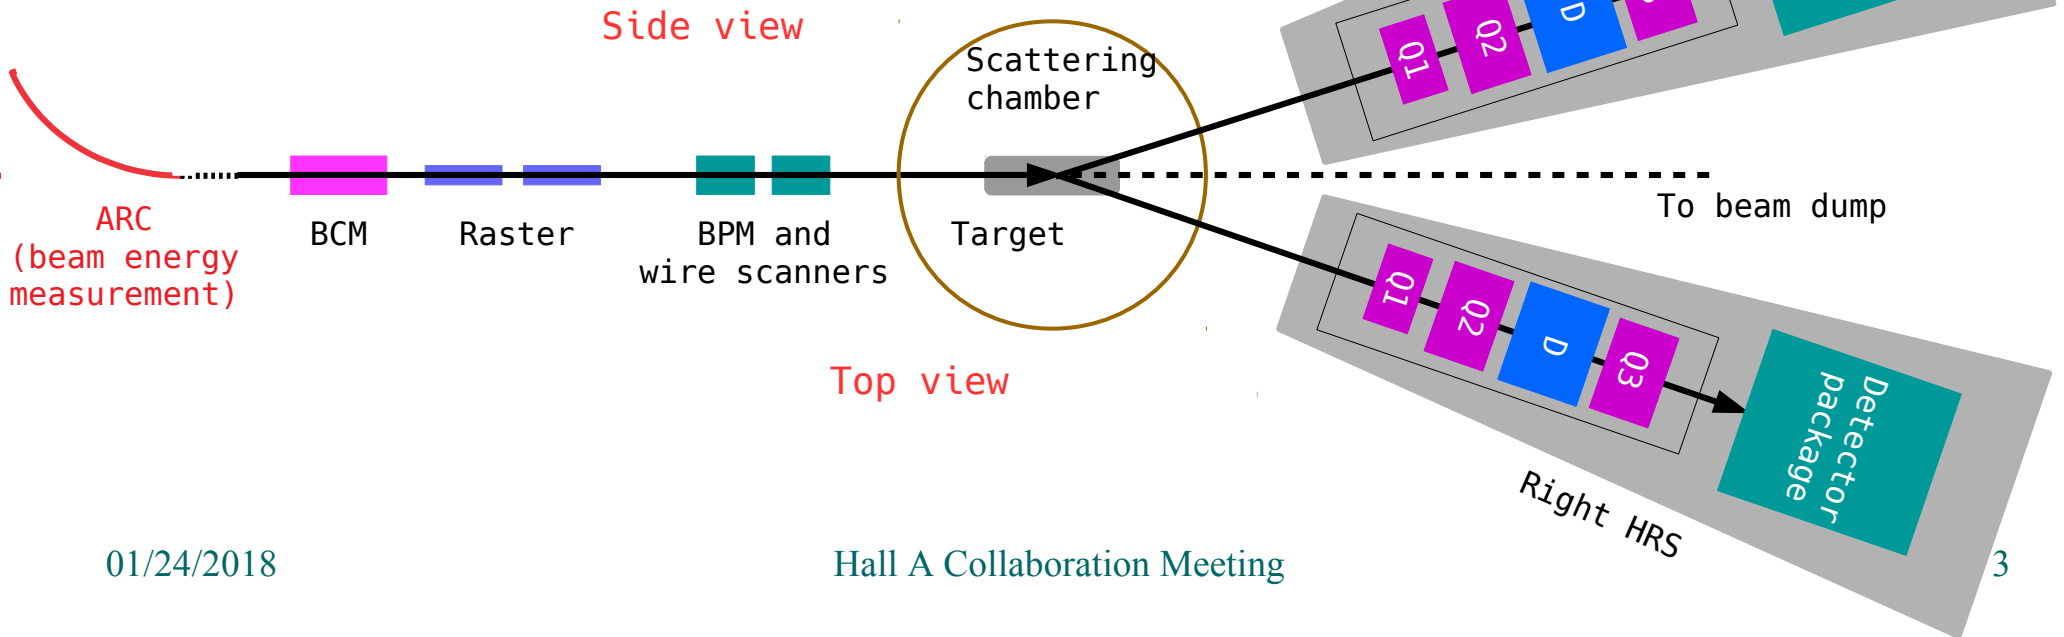 Side view
Scattering
chamber
Q1
Q2
D
ARC
(beam energy
measurement)
BCM
Raster
BPM and
wire scanners
Target
To beam dump
Q1
Q2
D
Q3
Detector
package
Top view
Right HRS
01/24/2018
Hall A Collaboration Meeting
3